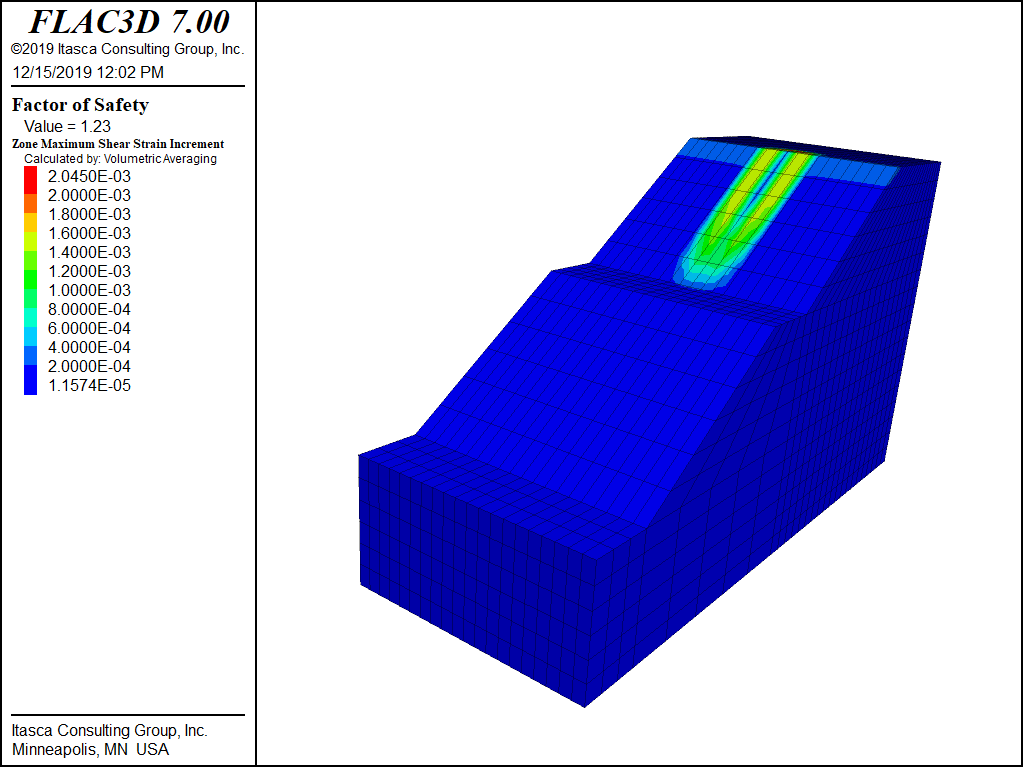 FLAC3D 7.00
©2019 Itasca Consulting Group, Inc.
12/15/2019 12:02 PM
Factor of Safety
Value = 1.23
Zone Maximum Shear Strain Increment
Calculated by: Volumetric Averaging
2.0450E-03
2.0000E-03
1.8000E-03
1.6000E-03
1.4000E-03
1.2000E-03
1.0000E-03
8.0000E-04
6.0000E-04
4.0000E-04
2.0000E-04
1.1574E-05
Itasca Consulting Group, Inc.
Minneapolis, MN  USA